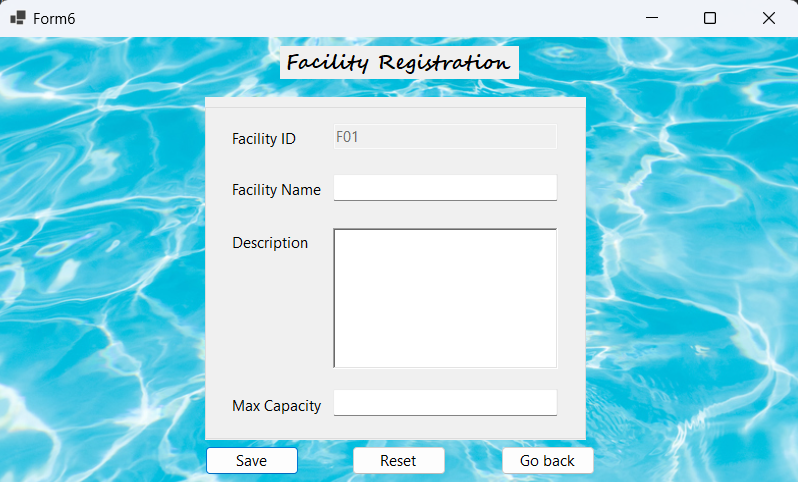 Form6
Facility Registration
Facility ID F01
Facility Name
Description
Max Capacity
Save Reset Go back